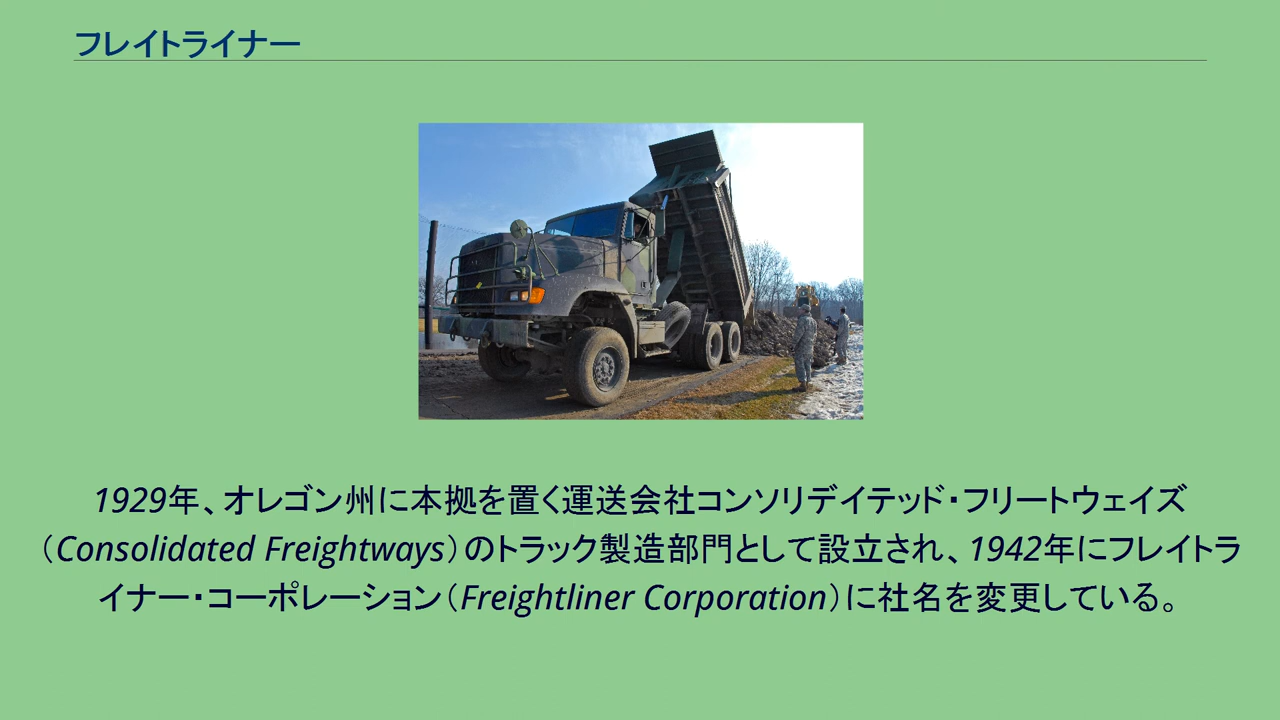 フレイトライナー
1929年、オレゴン州に本拠を置く運送会社コンソリデイテッド・フリートウェイズ
（Consolidated Freightways）のトラック製造部門として設立され、1942年にフレイトラ
イナー・コーポレーション（Freightliner Corporation）に社名を変更している。